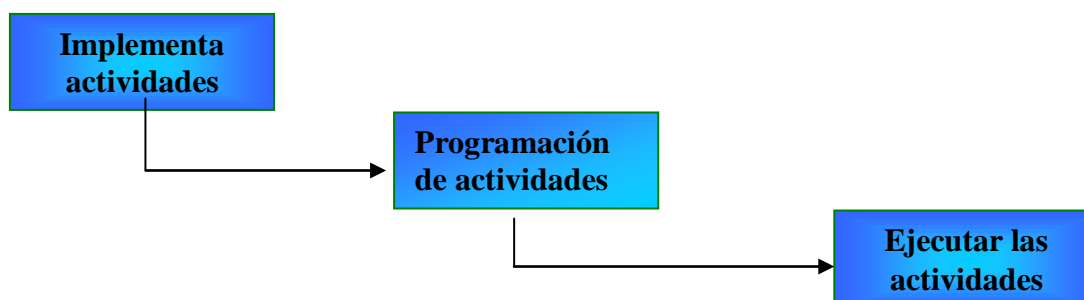 Implementa
actividades
Programación
de actividades
Ejecutar las
actividades